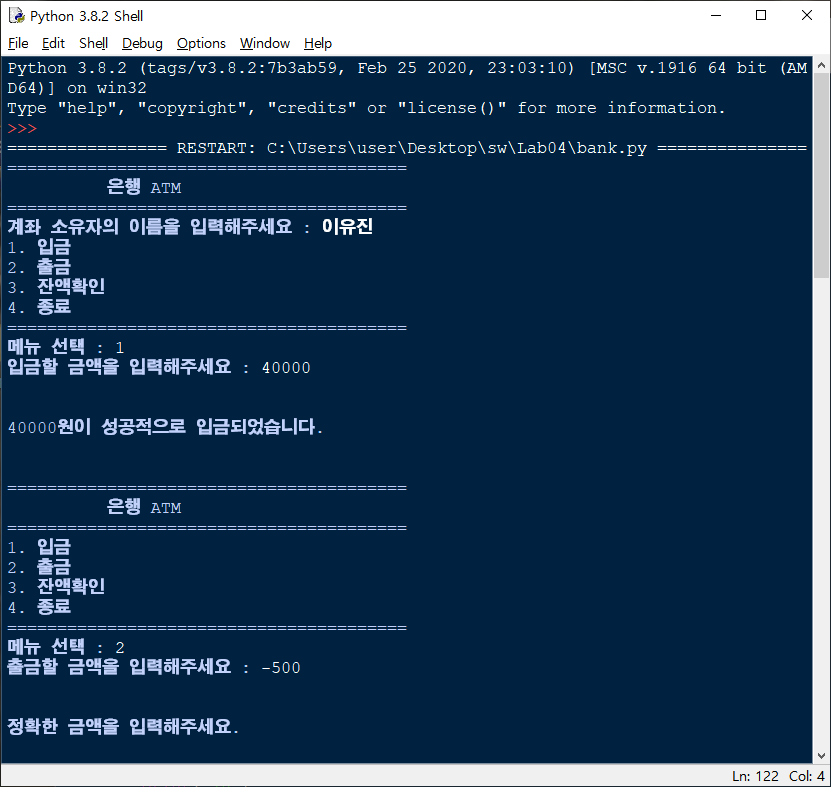 Python 3.8.2 Shell
File Edit Shell Debug Options Window Help
Python 3.8.2 (tags/v3.8.2:7b3ab59, Feb 25 2020, 23:03:10) [MSC v.1916 64 bit (AM
D64)] on win32
Type "help", "copyright", "credits" or "license()" for more information.
>>>
================ RESTART: C:\Users\user\Desktop\sw\Lab04\bank.py ===============
========================================
은행 ATM
========================================
계좌 소유자의 이름을 입력해주세요 : 이유진
1. 입금
2. 출금
3. 잔액확인
4. 종료
========================================
메뉴 선택 : 1
입금할 금액을 입력해주세요 : 40000
40000원이 성공적으로 입금되었습니다.
========================================
은행 ATM
========================================
1. 입금
2. 출금
3. 잔액확인
4. 종료
========================================
메뉴 선택 : 2
출금할 금액을 입력해주세요 : -500
정확한 금액을 입력해주세요.
Ln: 122 Col: 4